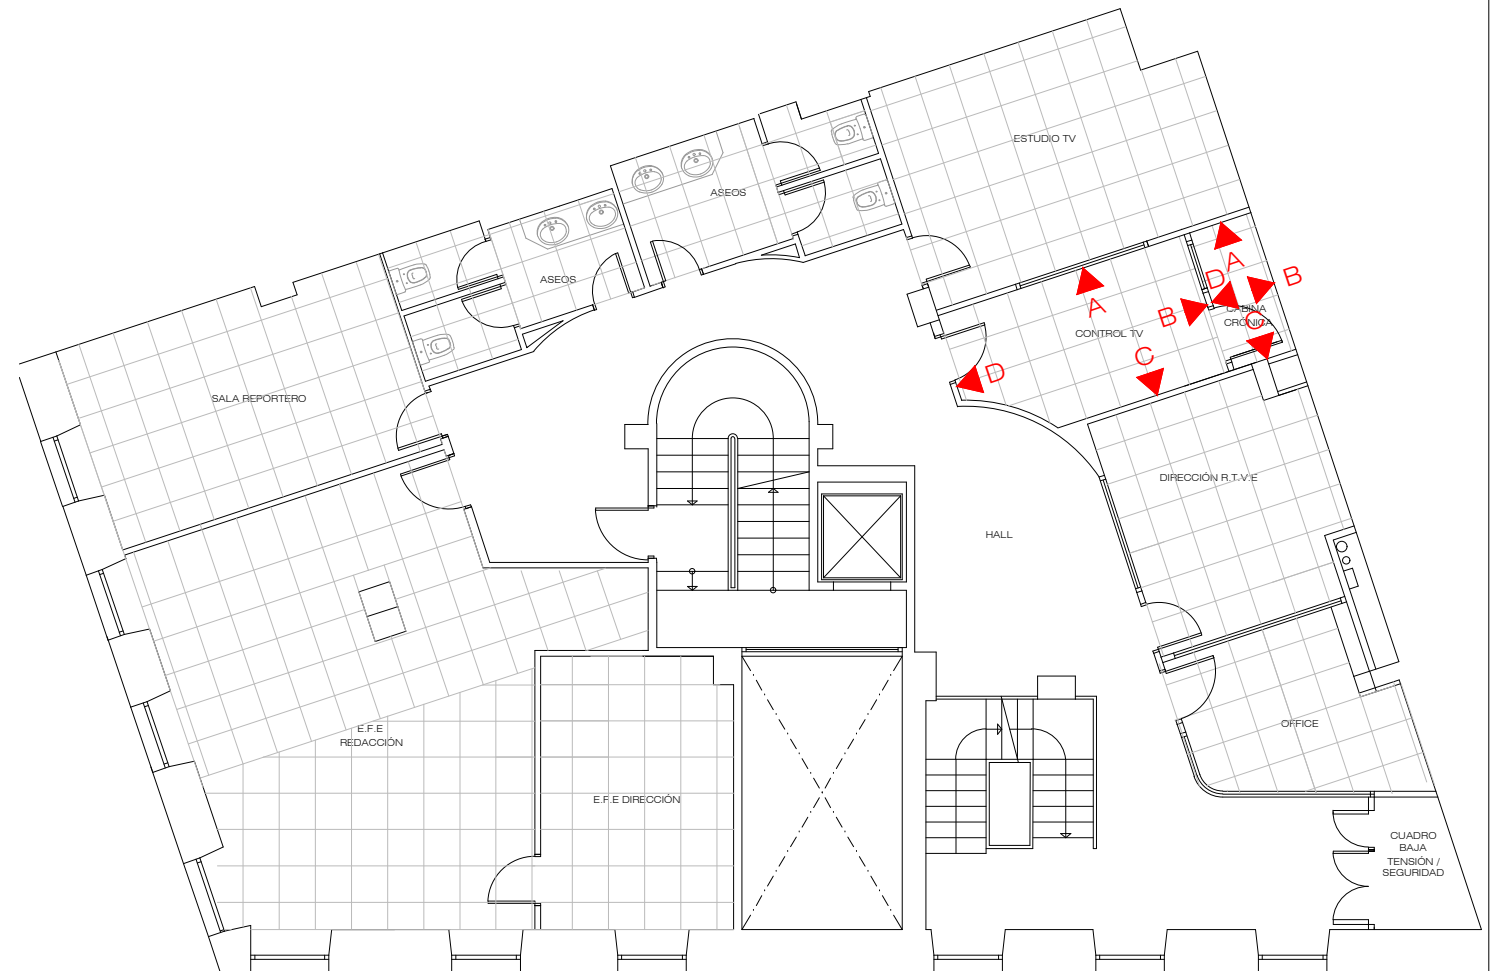 ESTUDIO TV
ASEOS
ASEOS
A
D
B
B
A
CABINA
CRÓNICA
C
CONTROL TV
C
D
SALA REPORTERO
DIRECCIÓN R.T.V.E
HALL
E.F.E
REDACCIÓN
OFFICE
E.F.E DIRECCIÓN
CUADRO
BAJA
TENSIÓN /
SEGURIDAD